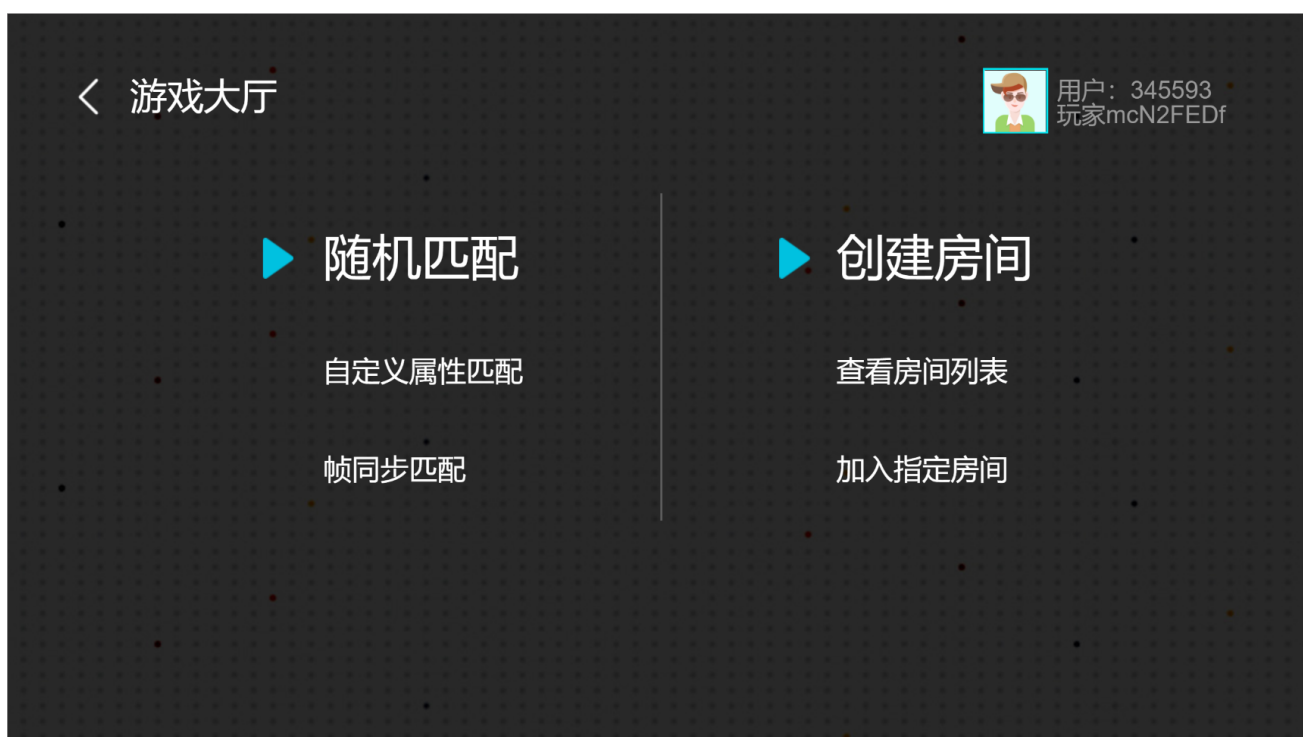 游戏大厅
用户：345593
玩家mcN2FEDf
随机匹配
自定义属性匹配
帧同步匹配
创建房间
查看房间列表
加入指定房间